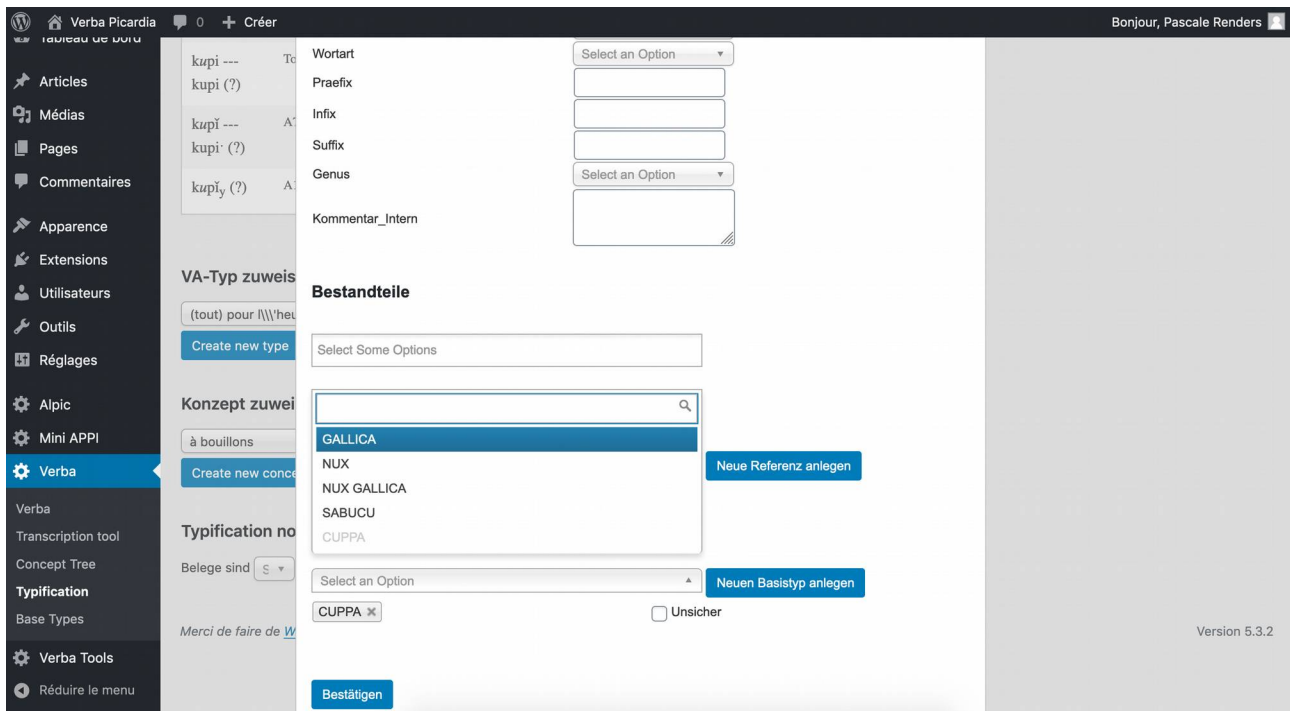 Verba Picardia 0 + Créer Bonjour, Pascale Renders
Tableau de bord
Articles
Médias
Pages
Commentaires
Apparence
Extensions
Utilisateurs
Outils
Réglages
Alpic
Mini APPI
Verba
Verba
Transcription tool
Concept Tree
Typification
Base Types
Verba Tools
Réduire le menu
kupi ---
kupi (?)
kupĭ ---
kupi· (?)
kupĭy (?)
VA-Typ zuweis
(tout) pour l\\\'heu
Create new type
Konzept zuwei
à bouillons
Create new conce
Typification no
Belege sind S
Merci de faire de W
Wortart Select an Option
Praefix
Infix
Suffix
Genus Select an Option
Kommentar_Intern
Bestandteile
Select Some Options
GALLICA
NUX
NUX GALLICA
SABUCU
CUPPA
Neue Referenz anlegen
Select an Option Neuen Basistyp anlegen
CUPPA × Unsicher
Bestätigen
Version 5.3.2